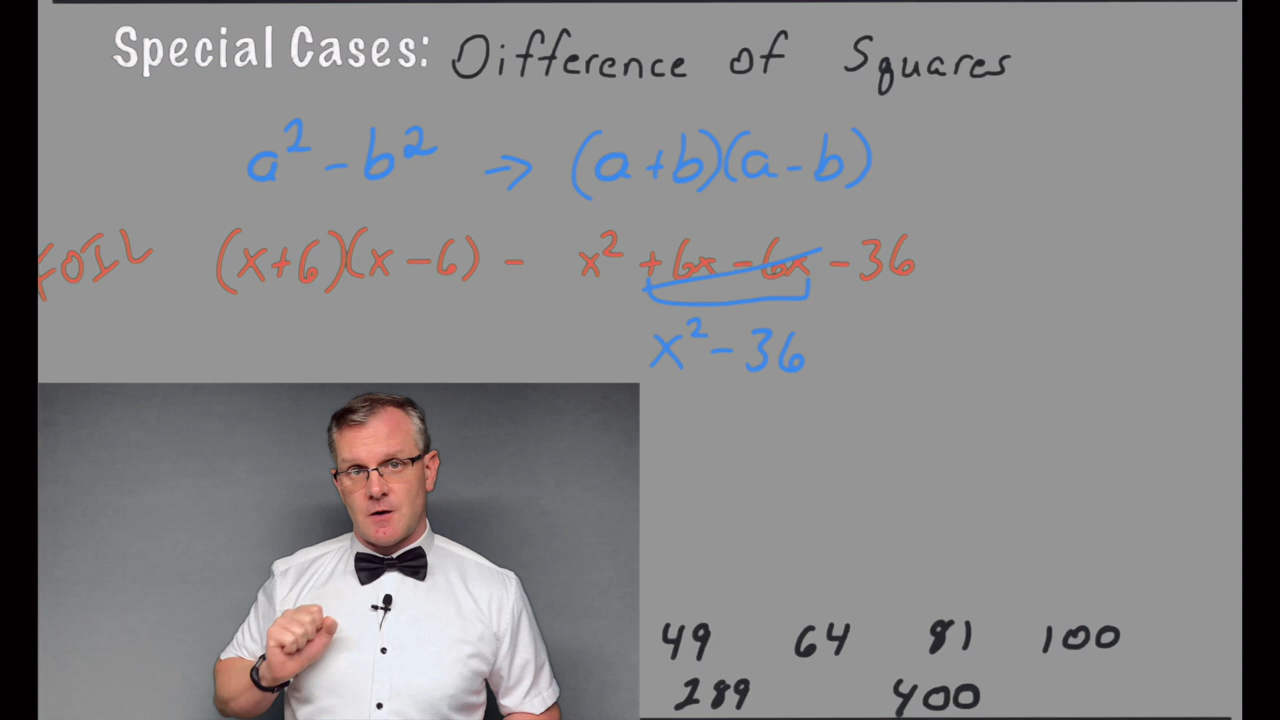 Special Cases: Difference of Squares
a² - b² → (a+b)(a-b)
FOIL (x+6)(x-6) - x² +6x -6x -36
x² - 36
49 64 81 100
289 400